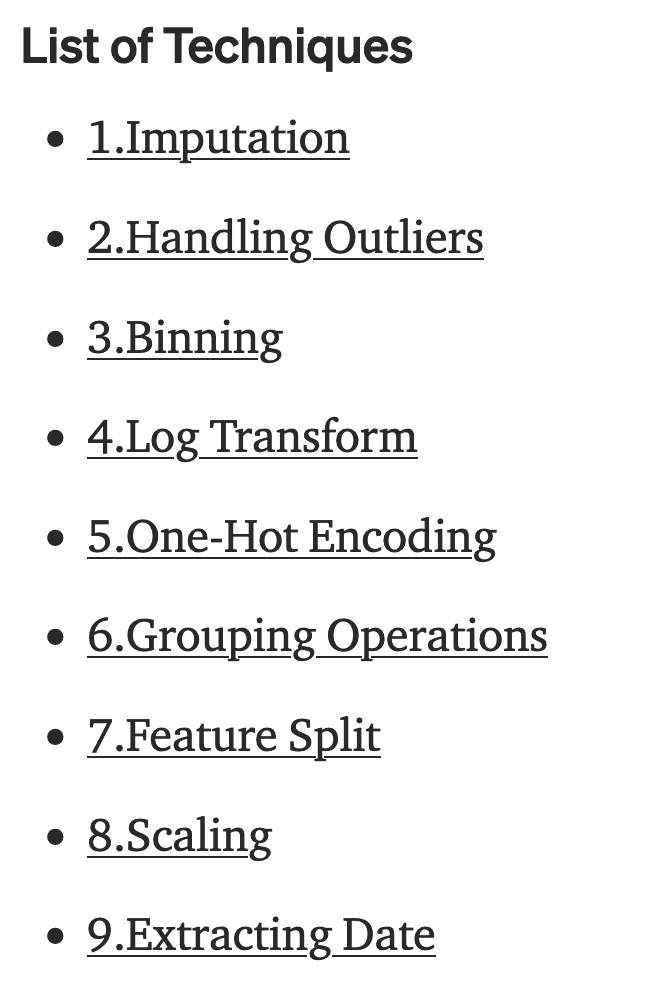 List of Techniques
• 1.Imputation
• 2.Handling Outliers
• 3.Binning
• 4.Log Transform
• 5.One-Hot Encoding
• 6.Grouping Operations
• 7.Feature Split
• 8.Scaling
• 9.Extracting Date